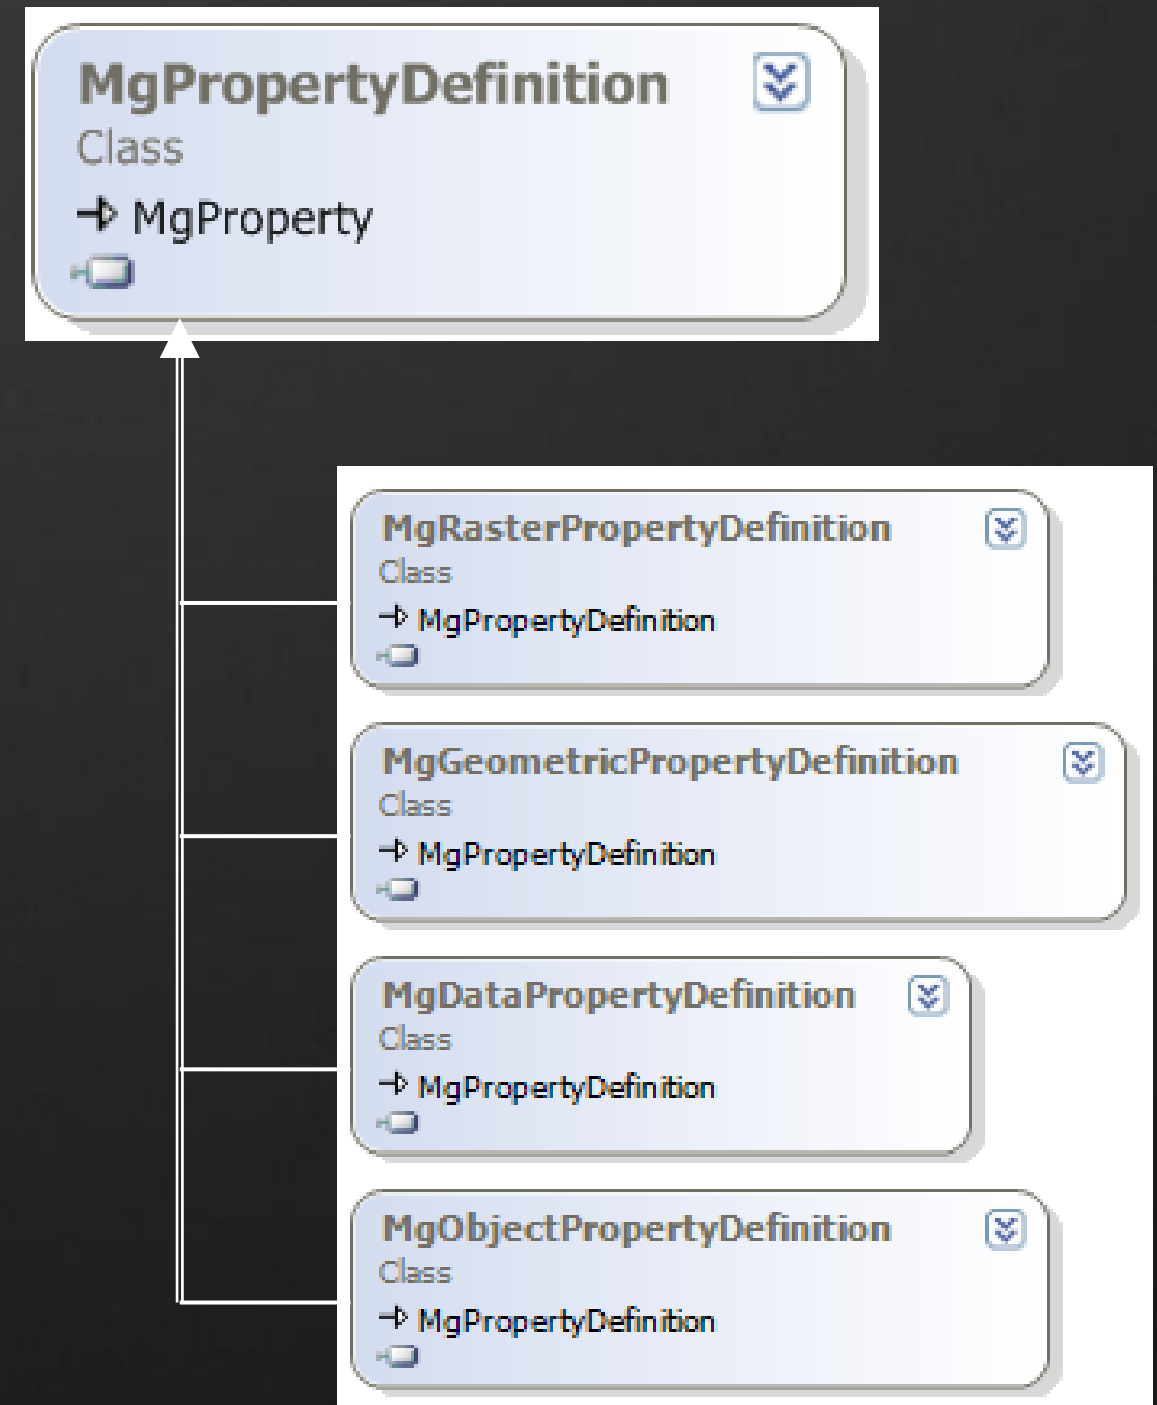 MgPropertyDefinition
Class
MgProperty
MgRasterPropertyDefinition
Class
MgPropertyDefinition
MgGeometricPropertyDefinition
Class
MgPropertyDefinition
MgDataPropertyDefinition
Class
MgPropertyDefinition
MgObjectPropertyDefinition
Class
MgPropertyDefinition